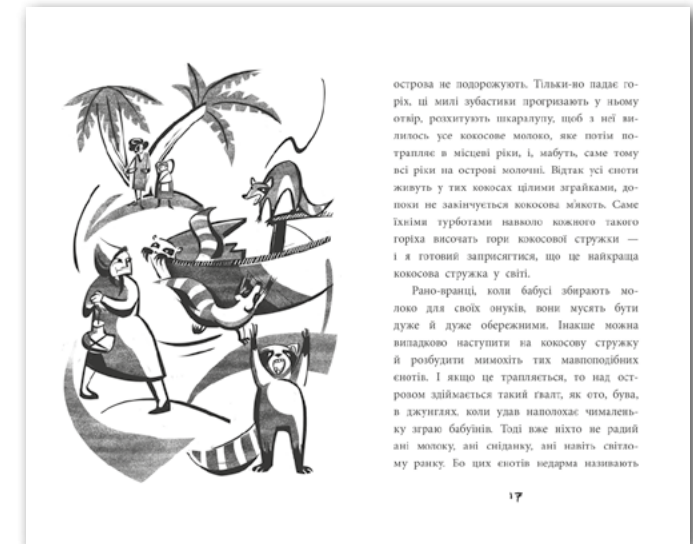 острова не подорожують. Тільки-но падає го-
ріх, ці милі зубастики прогризають у ньому
отвір, розхитують шкаралупу, щоб з неї ви-
лилось усе кокосове молоко, яке потім по-
трапляє в місцеві ріки, і, мабуть, саме тому
всі ріки на острові молочні. Відтак усі єноти
живуть у тих кокосах цілими зграйками, до-
поки не закінчується кокосова м'якоть. Саме
їхніми турботами навколо кожного такого
горіха височать гори кокосової стружки —
і я готовий заприсягтися, що це найкраща
кокосова стружка у світі.
Рано-вранці, коли бабусі збирають мо-
локо для своїх онуків, вони мусять бути
дуже й дуже обережними. Інакше можна
випадково наступити на кокосову стружку
й розбудити мимохіть тих мавпоподібних
єнотів. І якщо це трапляється, то над ост-
ровом здіймається такий ґвалт, як ото, бува,
в джунглях, коли удав наполохає чималень-
ку зграю бабуїнів. Тоді вже ніхто не радий
ані молоку, ані сніданку, ані навіть світло-
му ранку. Бо цих єнотів недарма називають
17